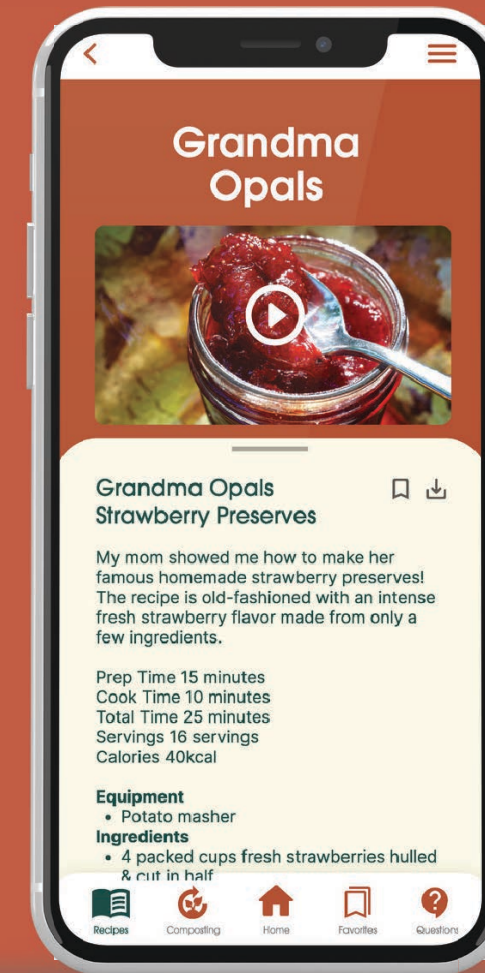 Grandma
Opals
Grandma Opals
Strawberry Preserves
My mom showed me how to make her
famous homemade strawberry preserves!
The recipe is old-fashioned with an intense
fresh strawberry flavor made from only a
few ingredients.
Prep Time 15 minutes
Cook Time 10 minutes
Total Time 25 minutes
Servings 16 servings
Calories 40kcal
Equipment
• Potato masher
Ingredients
• 4 packed cups fresh strawberries hulled
& cut in half
Recipes
Composting
Home
Favorites
Questions